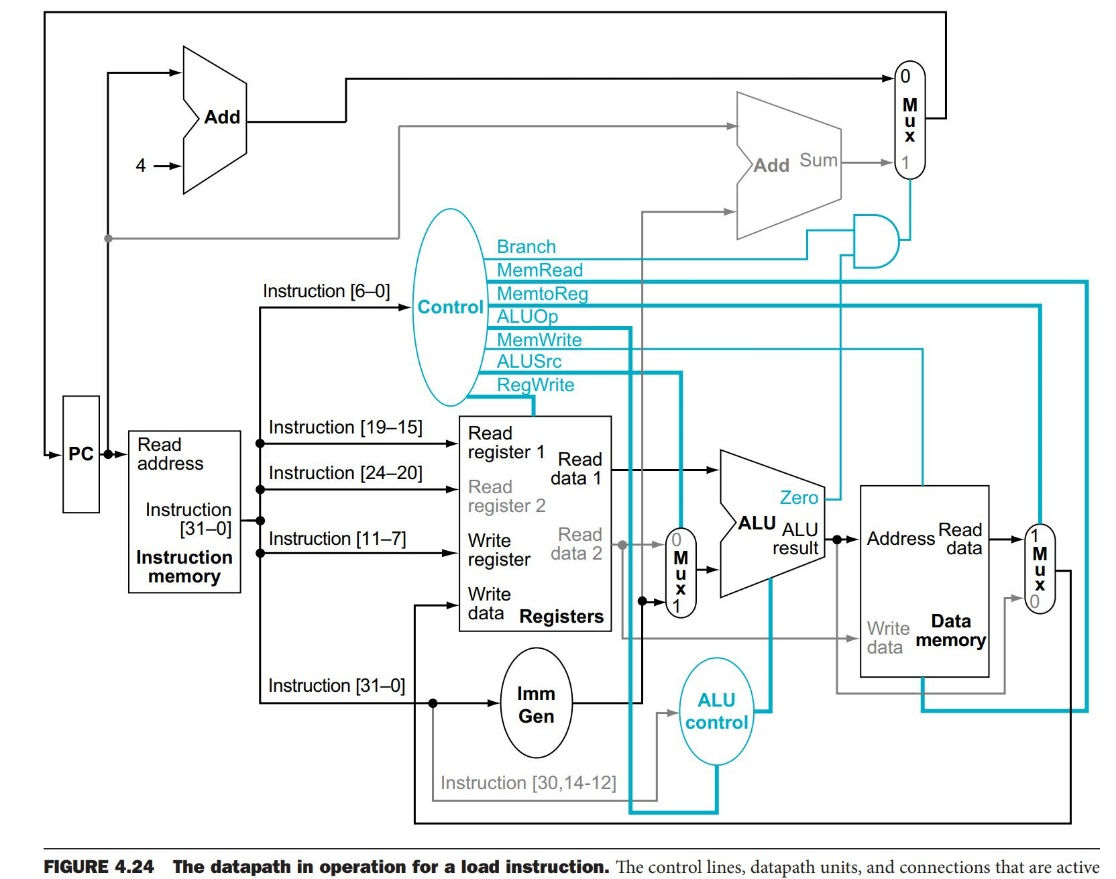 Add
4
0
Mux
1
Add Sum
Branch
MemRead
MemtoReg
ALUOp
MemWrite
ALUSrc
RegWrite
Control
Instruction [6–0]
Instruction [19–15]
Instruction [24–20]
Instruction [11–7]
Instruction [31–0]
PC
Read
address
Instruction
[31–0]
Instruction
memory
Read
register 1
Read
register 2
Write
register
Write
data
Read
data 1
Read
data 2
Registers
0
Mux
1
Zero
ALU
ALU
result
Address
Read
data
Write
data
Data
memory
1
Mux
0
Imm
Gen
ALU
control
Instruction [30,14-12]
FIGURE 4.24 The datapath in operation for a load instruction. The control lines, datapath units, and connections that are active